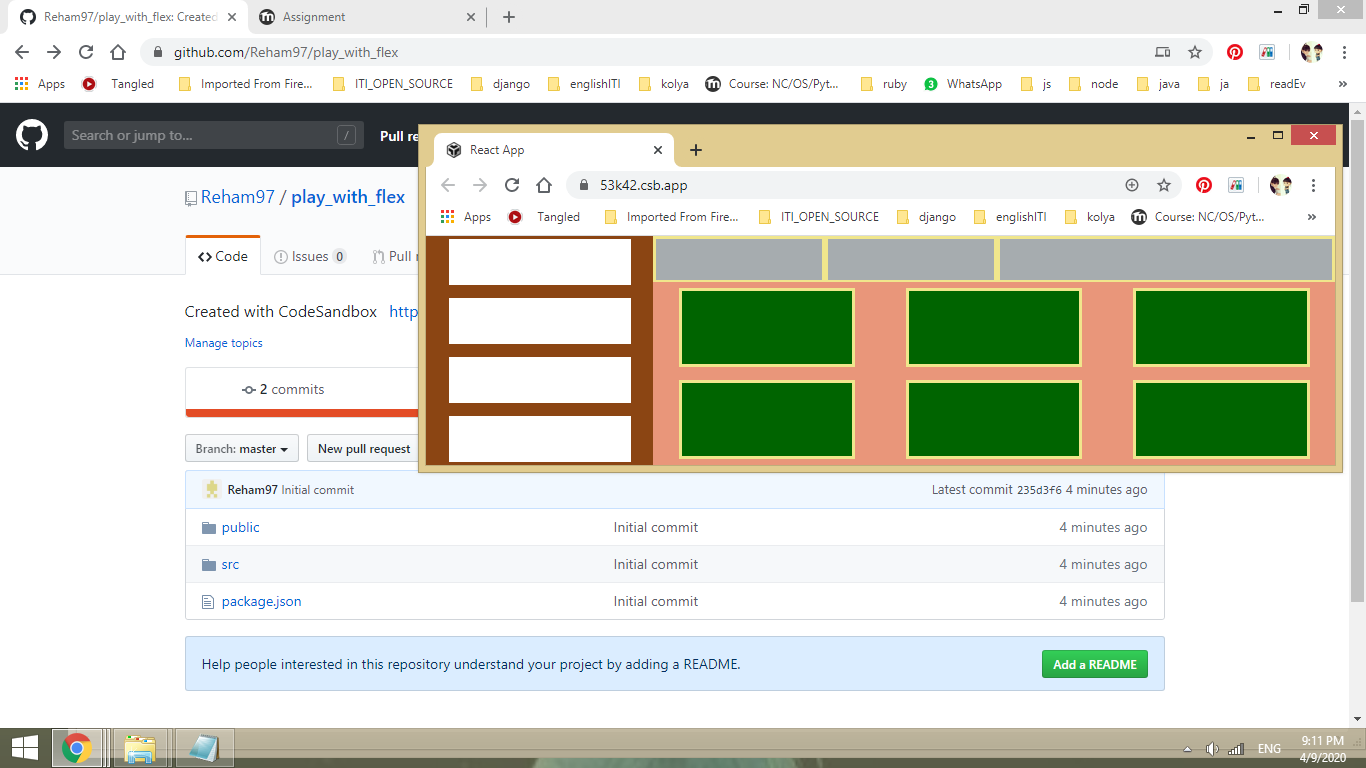 Reham97/play_with_flex: Created
Assignment
github.com/Reham97/play_with_flex
Apps Tangled Imported From Fire... ITI_OPEN_SOURCE django englishITI kolya Course: NC/OS/Pyt... ruby 3 WhatsApp js node java ja readEv »
Search or jump to... /
Pull re
React App
53k42.csb.app
Apps Tangled Imported From Fire... ITI_OPEN_SOURCE django englishITI kolya Course: NC/OS/Pyt... »
Reham97 / play_with_flex
Code Issues 0 Pull r
Created with CodeSandbox http
Manage topics
2 commits
Branch: master New pull request
Reham97 Initial commit Latest commit 235d3f6 4 minutes ago
public Initial commit 4 minutes ago
src Initial commit 4 minutes ago
package.json Initial commit 4 minutes ago
Help people interested in this repository understand your project by adding a README. Add a README
ENG
9:11 PM
4/9/2020